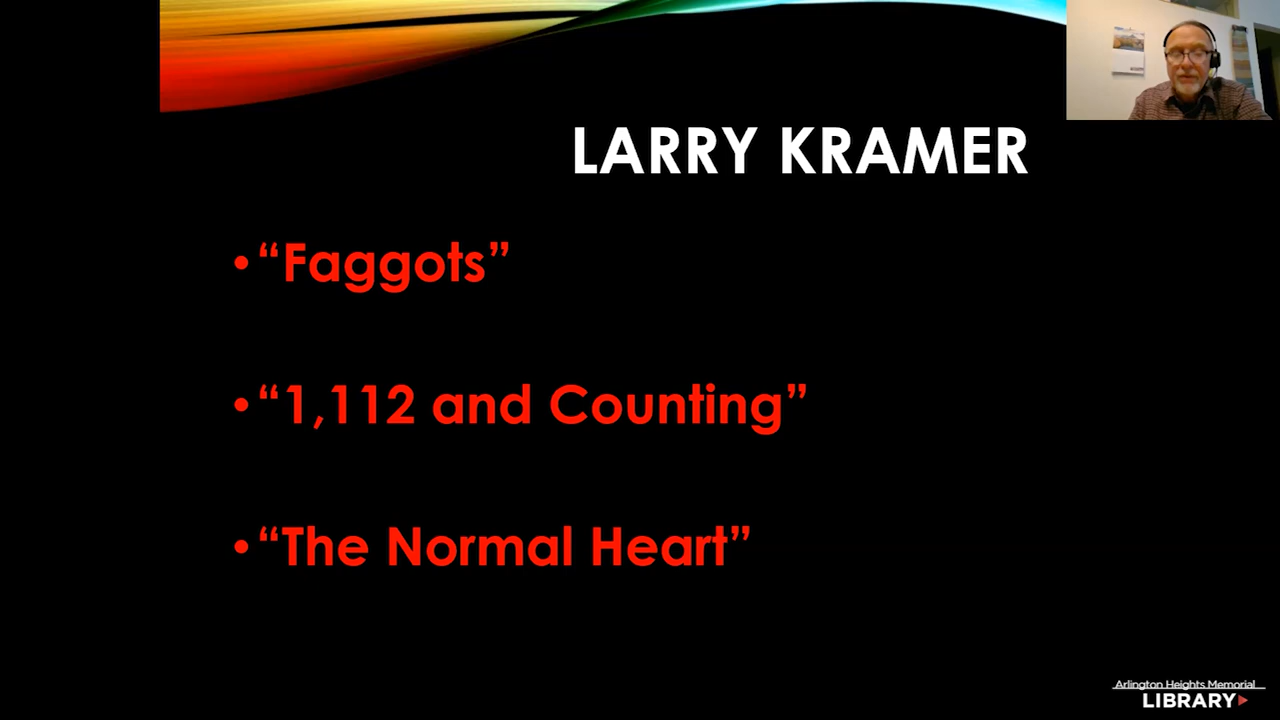 LARRY KRAMER
• “Faggots”
• “1,112 and Counting”
• “The Normal Heart”
Arlington Heights Memorial
LIBRARY